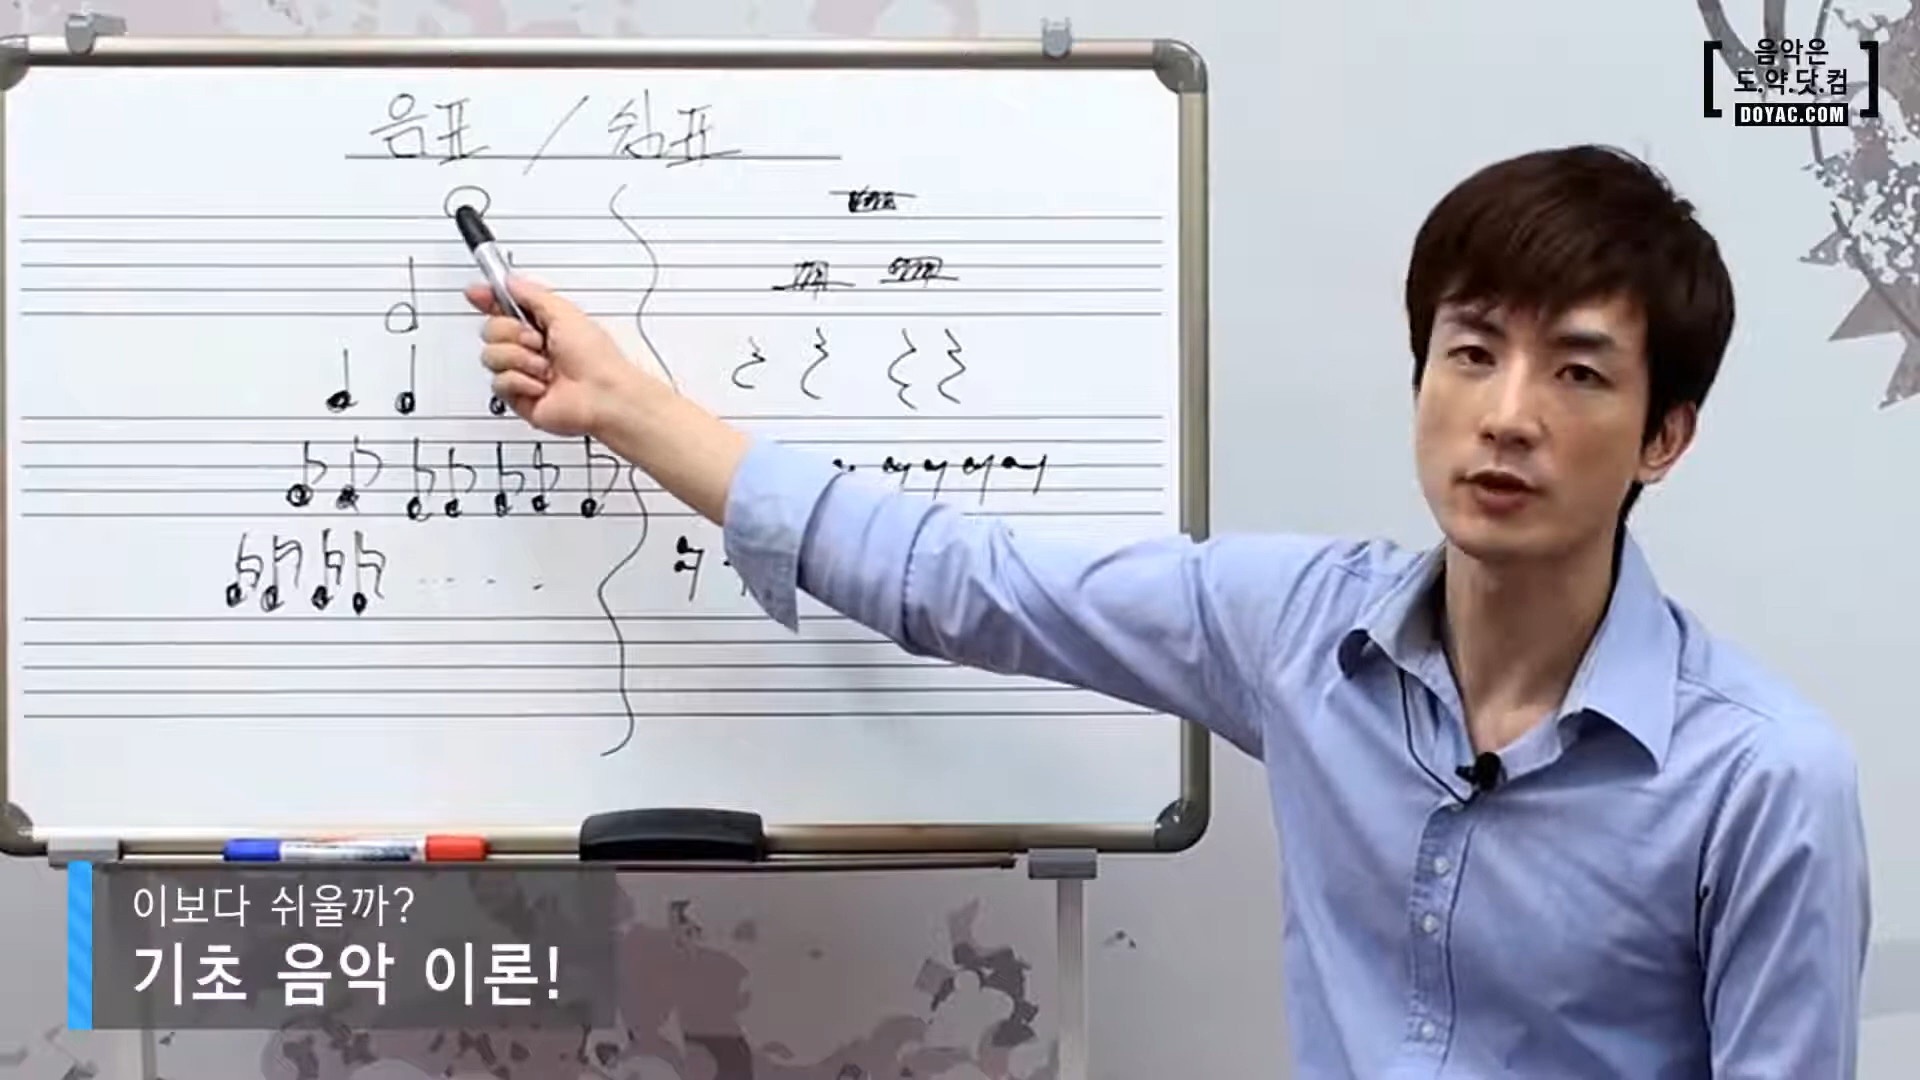 음표 / 쉼표
음악은
도.약.닷.컴
DOYAC.COM
이보다 쉬울까?
기초 음악 이론!